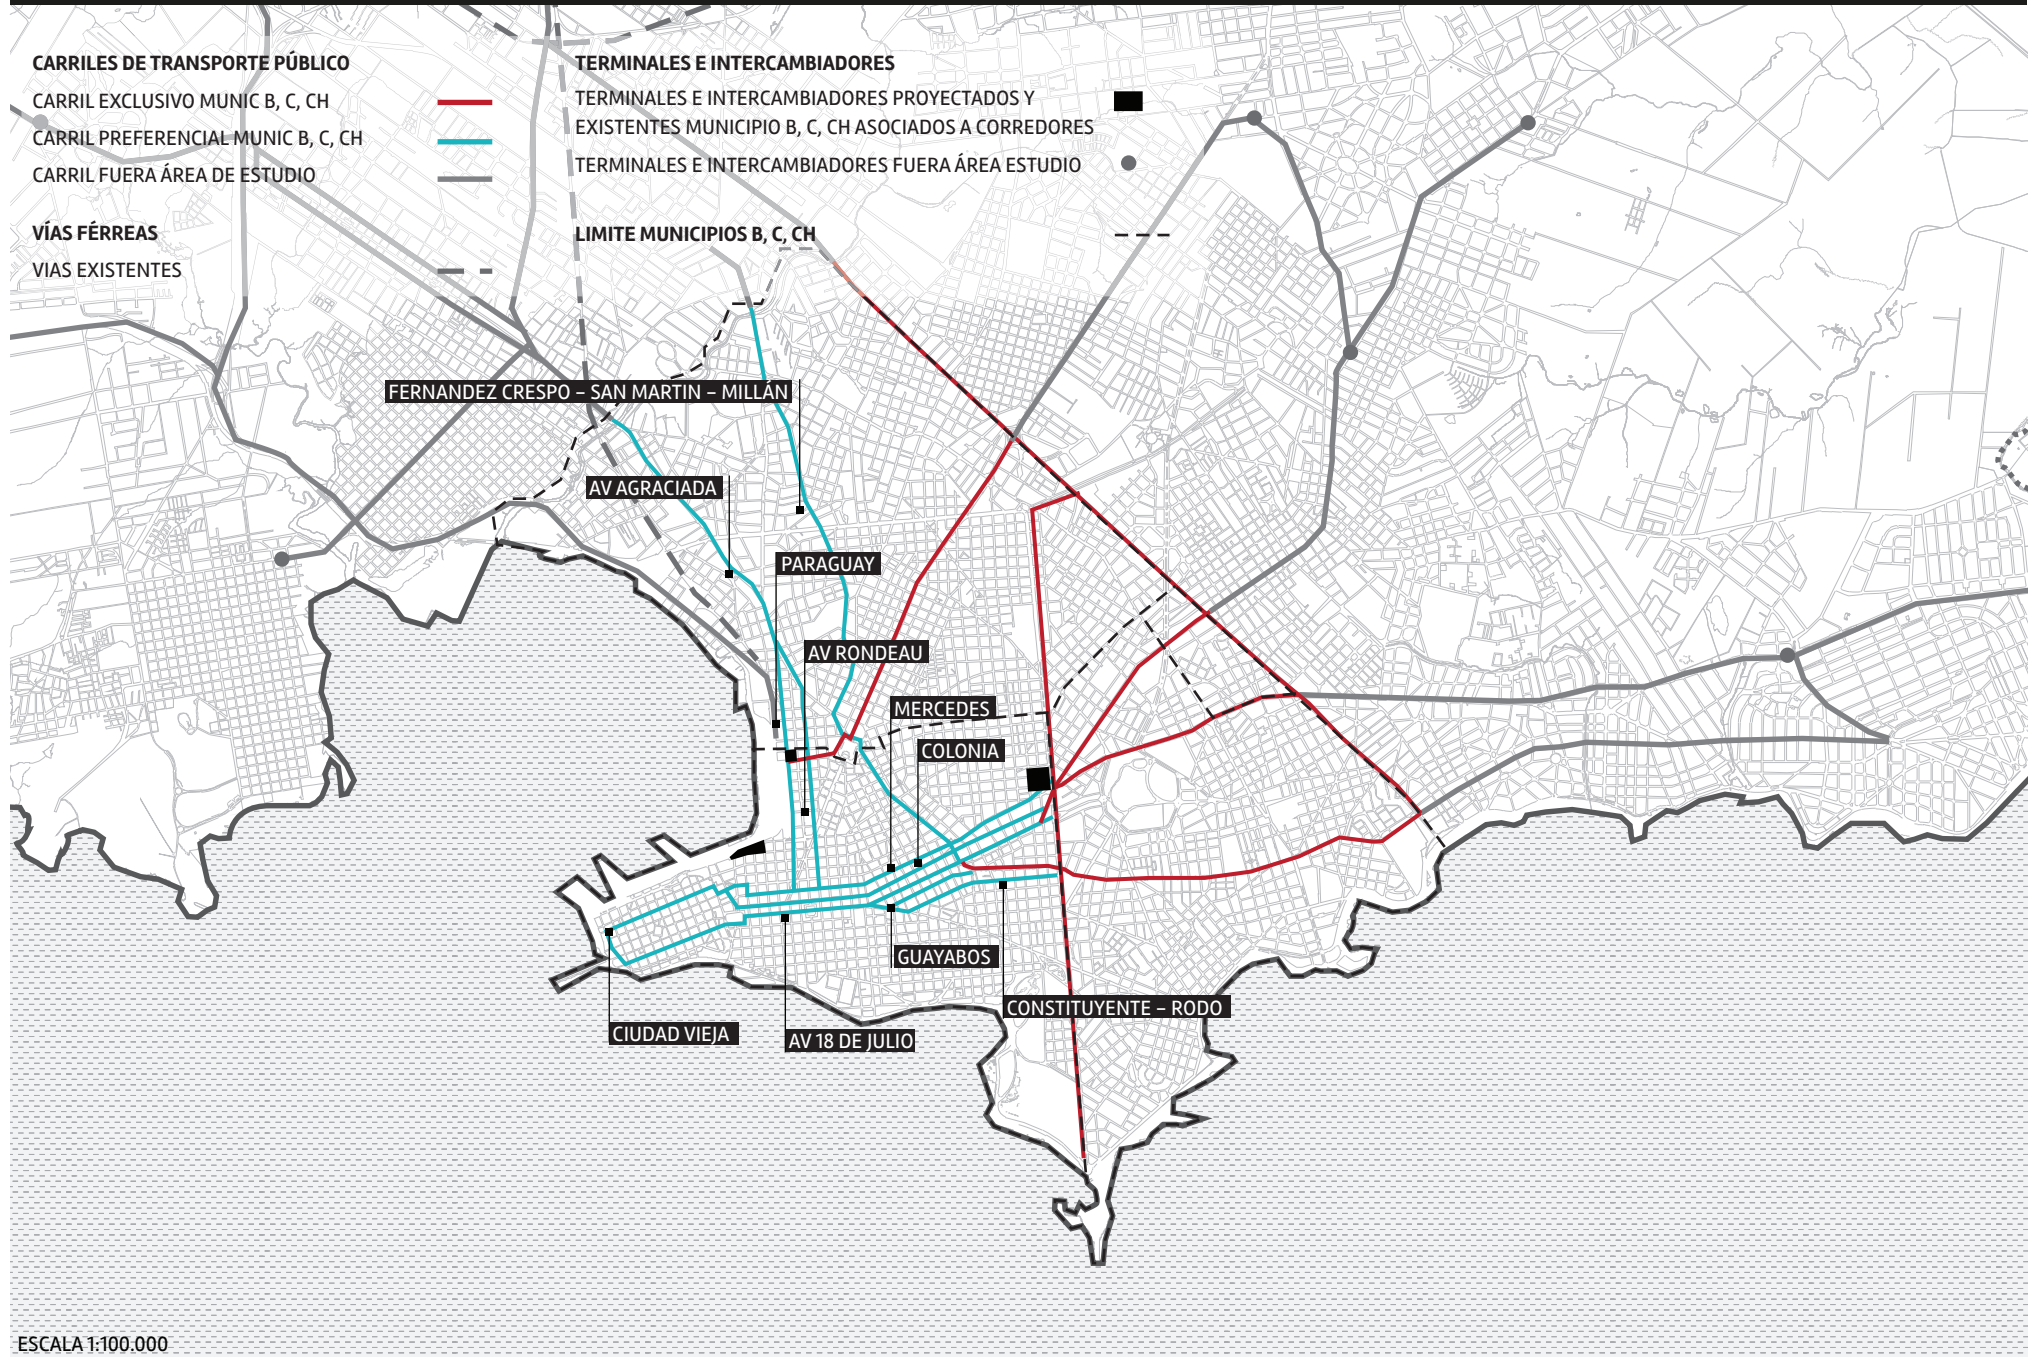 CARRILES DE TRANSPORTE PÚBLICO
CARRIL EXCLUSIVO MUNIC B, C, CH
CARRIL PREFERENCIAL MUNIC B, C, CH
CARRIL FUERA ÁREA DE ESTUDIO
VÍAS FÉRREAS
VIAS EXISTENTES
TERMINALES E INTERCAMBIADORES
TERMINALES E INTERCAMBIADORES PROYECTADOS Y
EXISTENTES MUNICIPIO B, C, CH ASOCIADOS A CORREDORES
TERMINALES E INTERCAMBIADORES FUERA ÁREA ESTUDIO
LIMITE MUNICIPIOS B, C, CH
FERNANDEZ CRESPO – SAN MARTIN – MILLÁN
AV AGRACIADA
PARAGUAY
AV RONDEAU
MERCEDES
COLONIA
GUAYABOS
CONSTITUYENTE – RODO
CIUDAD VIEJA
AV 18 DE JULIO
ESCALA 1:100.000